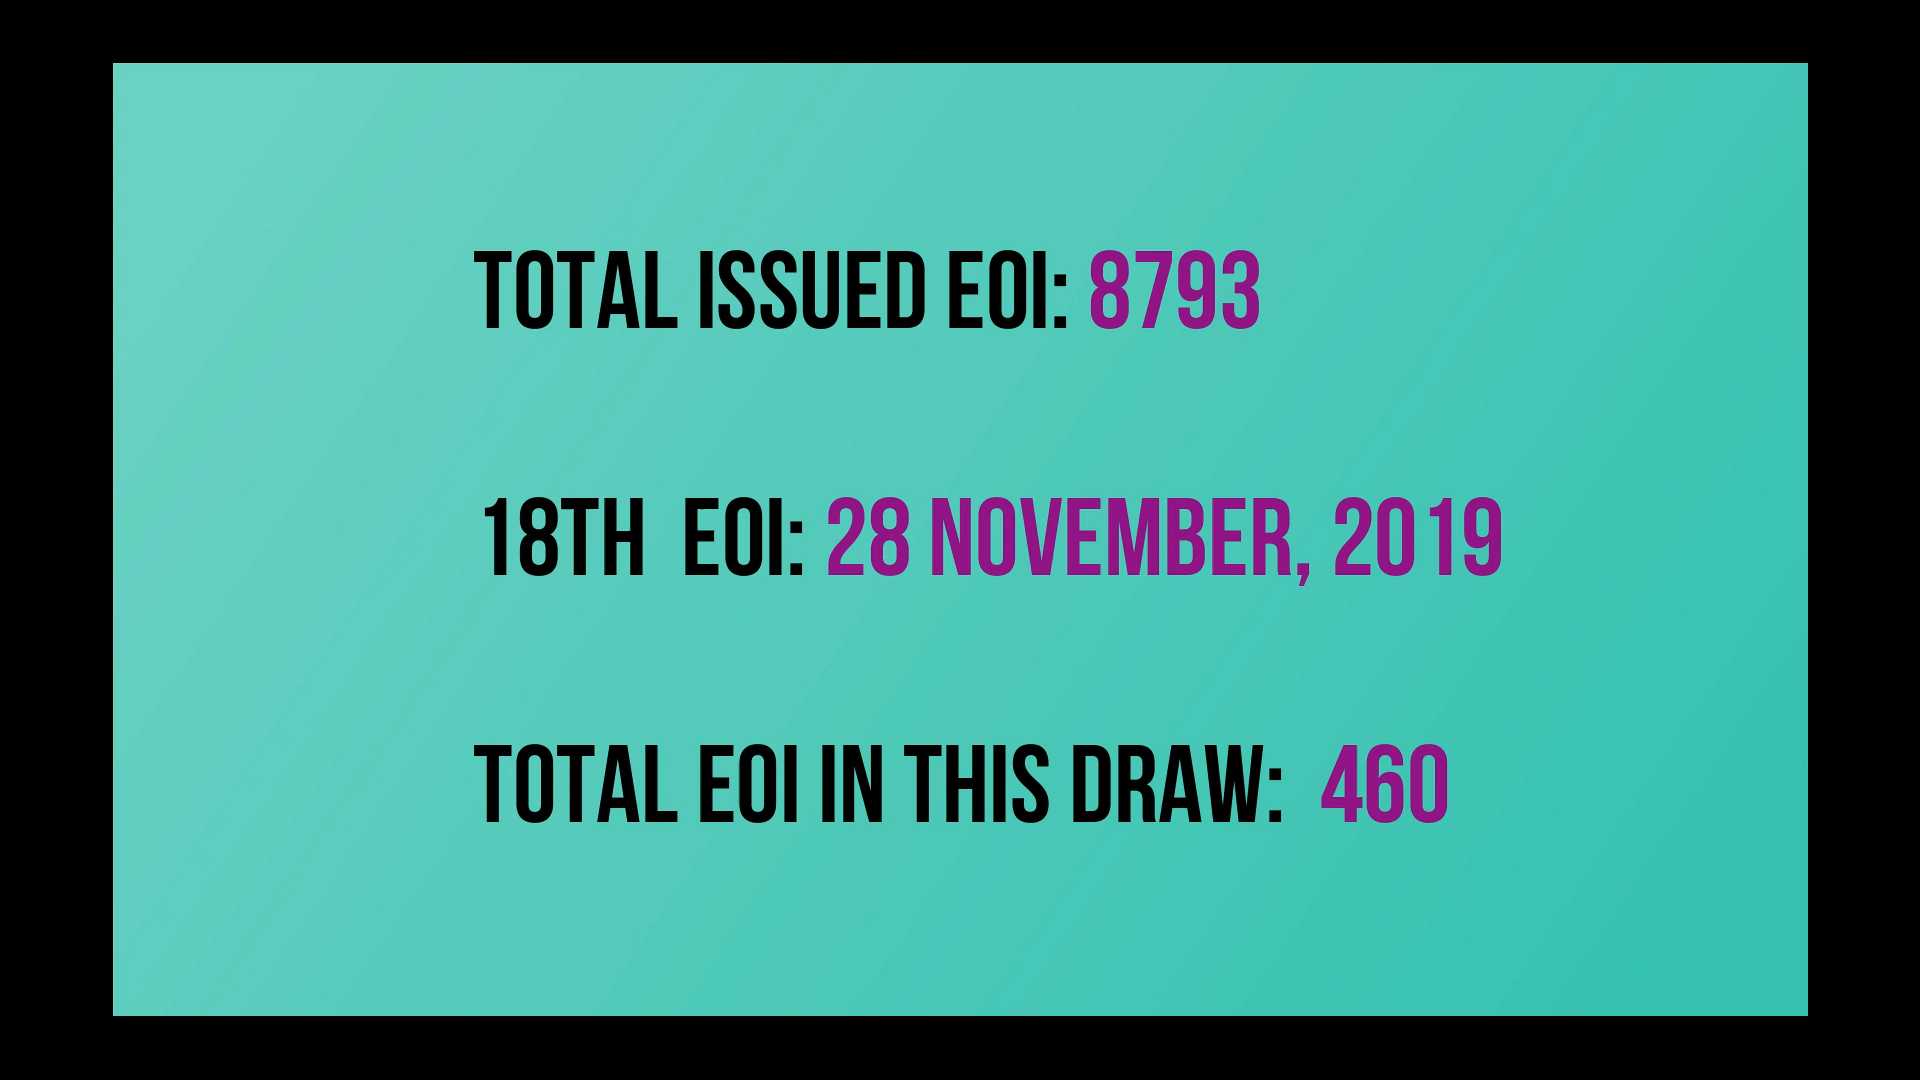 TOTAL ISSUED EOI: 8793
18TH EOI: 28 NOVEMBER, 2019
TOTAL EOI IN THIS DRAW: 460